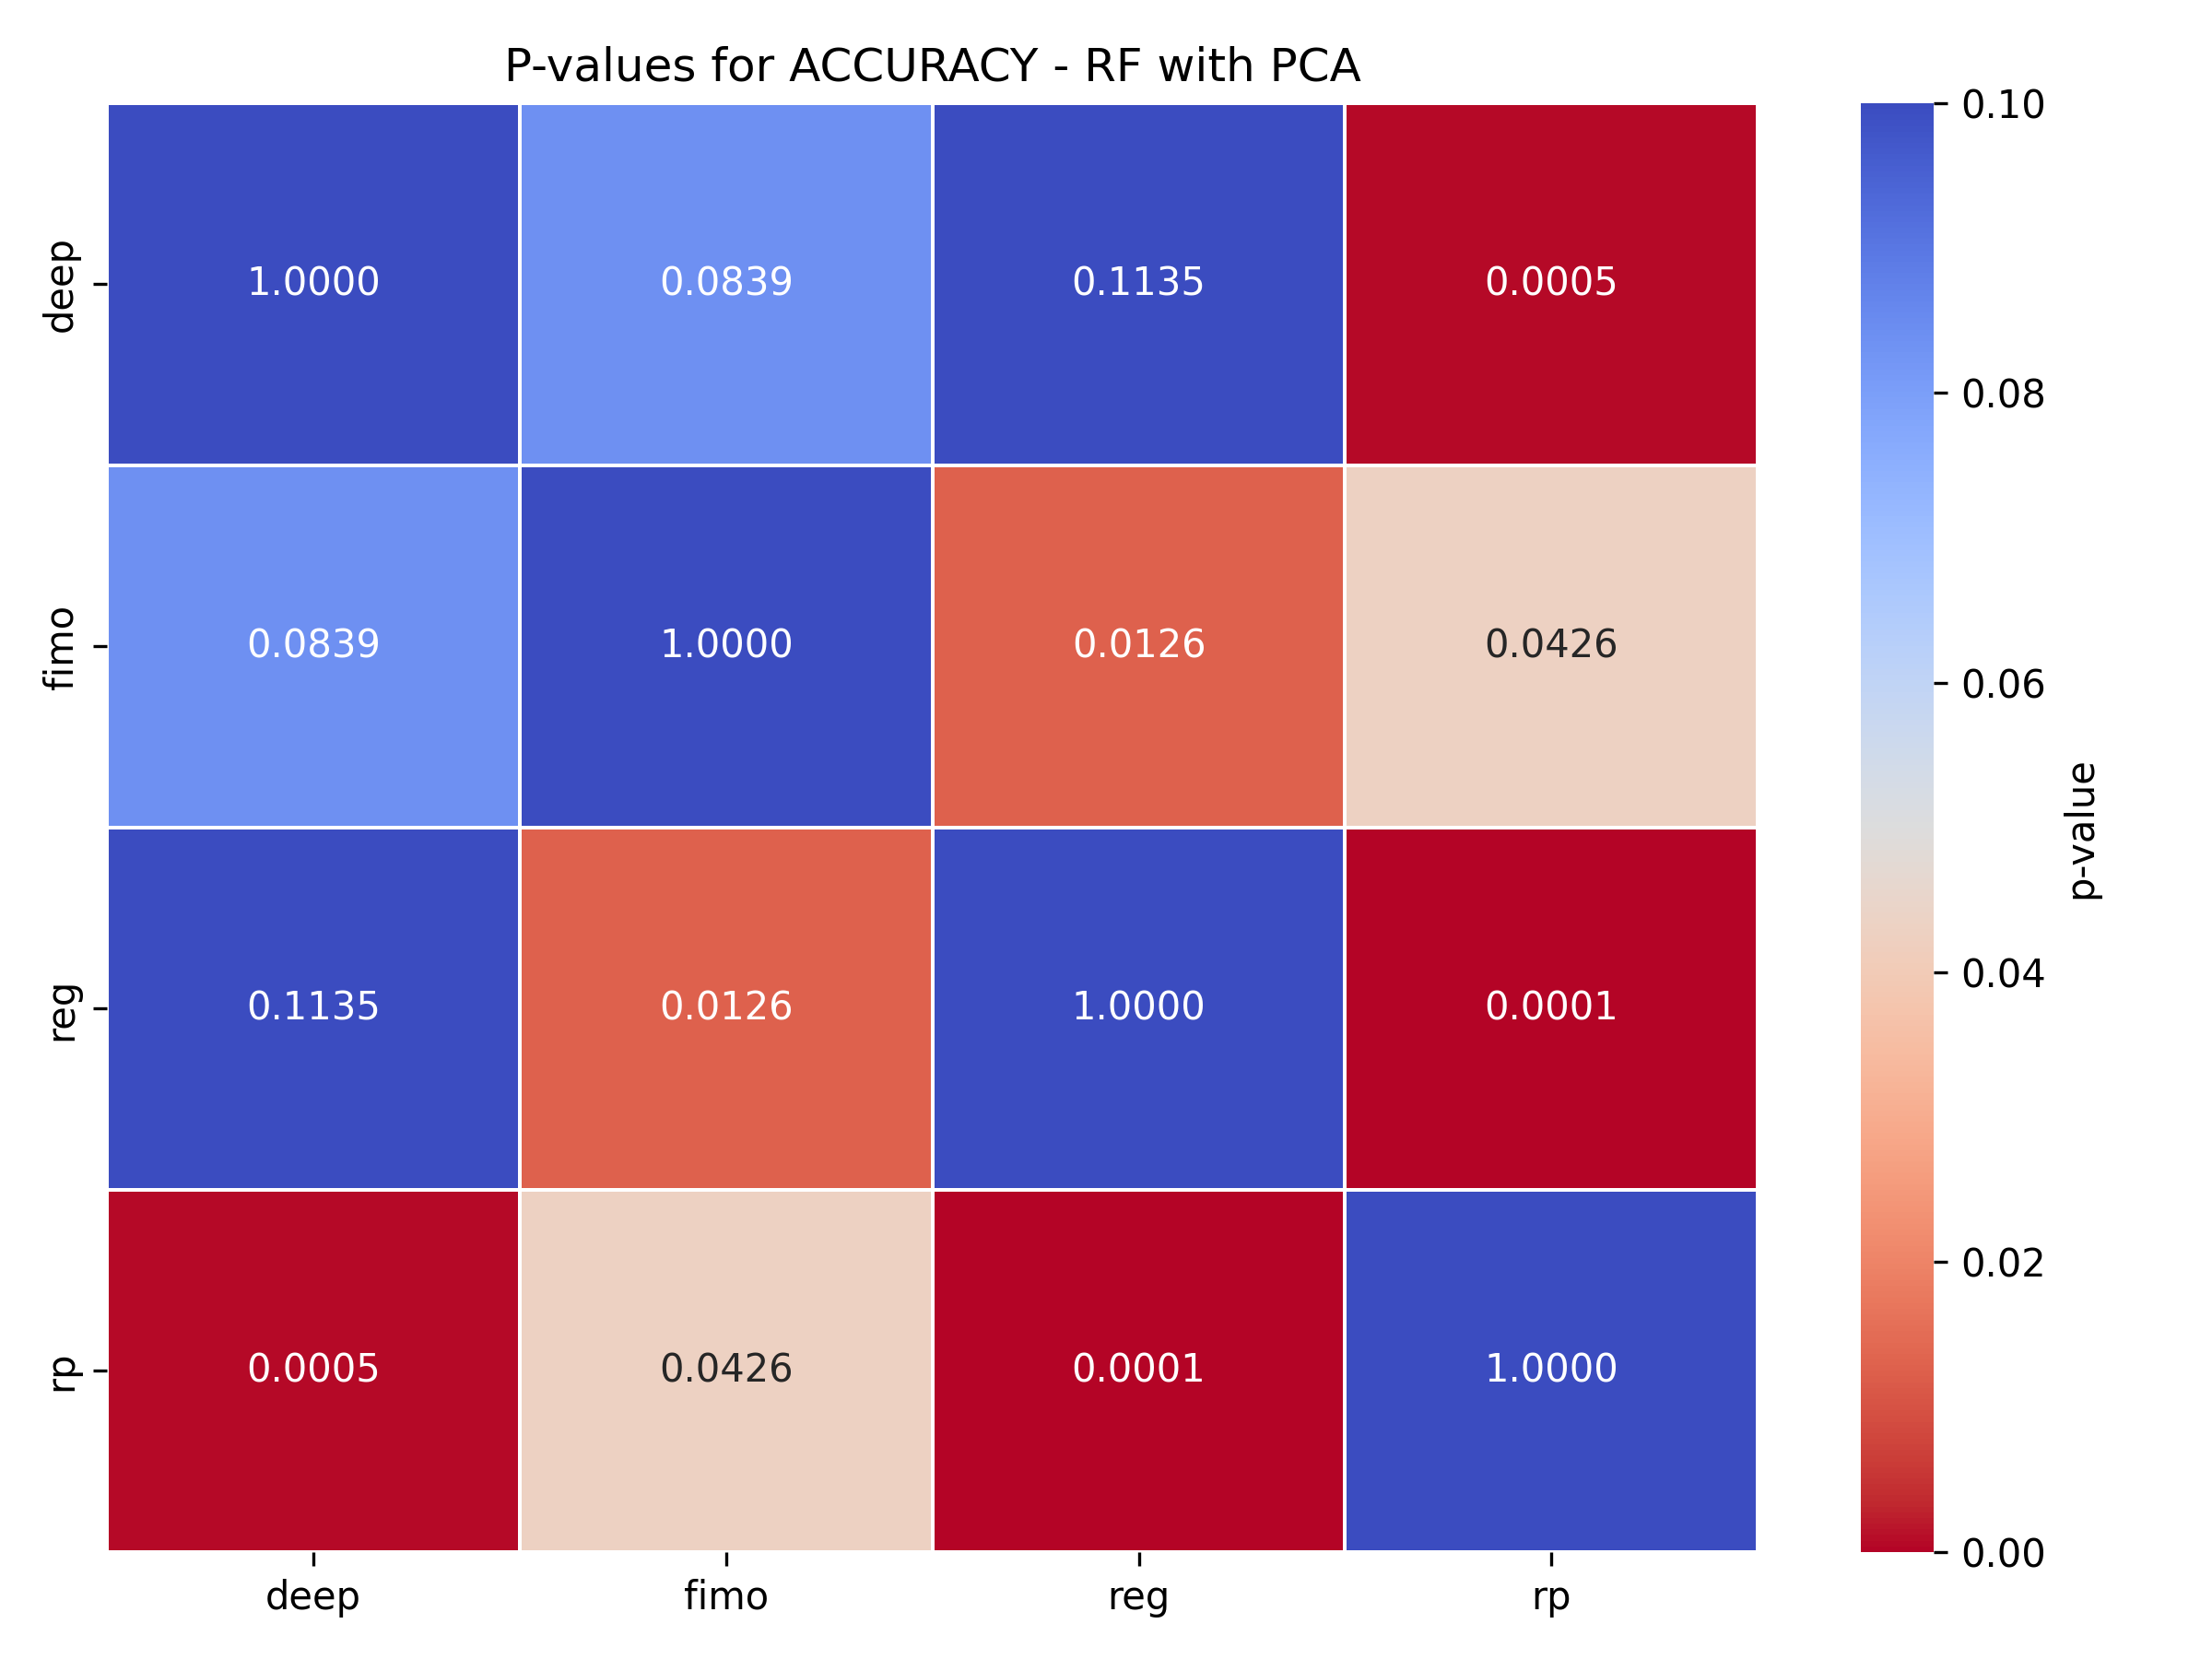 P-values for ACCURACY - RF with PCA
deep 1.0000 0.0839 0.1135 0.0005
fimo 0.0839 1.0000 0.0126 0.0426
reg 0.1135 0.0126 1.0000 0.0001
rp 0.0005 0.0426 0.0001 1.0000
deep fimo reg rp
0.10
0.08
0.06
0.04
0.02
0.00
p-value